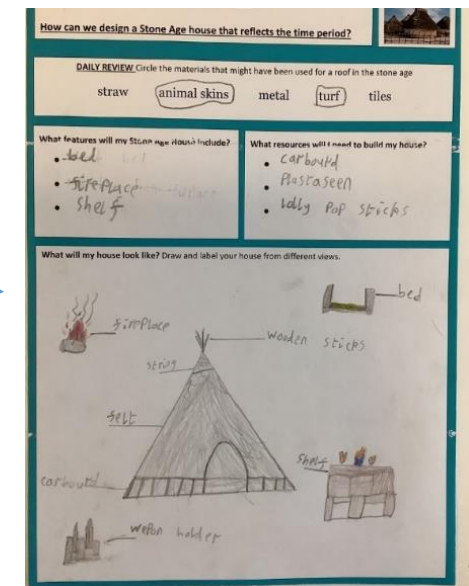 How can we design a Stone Age house that reflects the time period?
DAILY REVIEW Circle the materials that might have been used for a roof in the stone age
straw animal skins metal turf tiles
What features will my Stone Age House include?
• bed
• fireplace
• shelf
What resources will I need to build my house?
• carbourd
• Plastaseen
• lolly Pop sticks
What will my house look like? Draw and label your house from different views.
fireplace
bed
wooden sticks
string
felt
shelf
carbourd
wepon holder